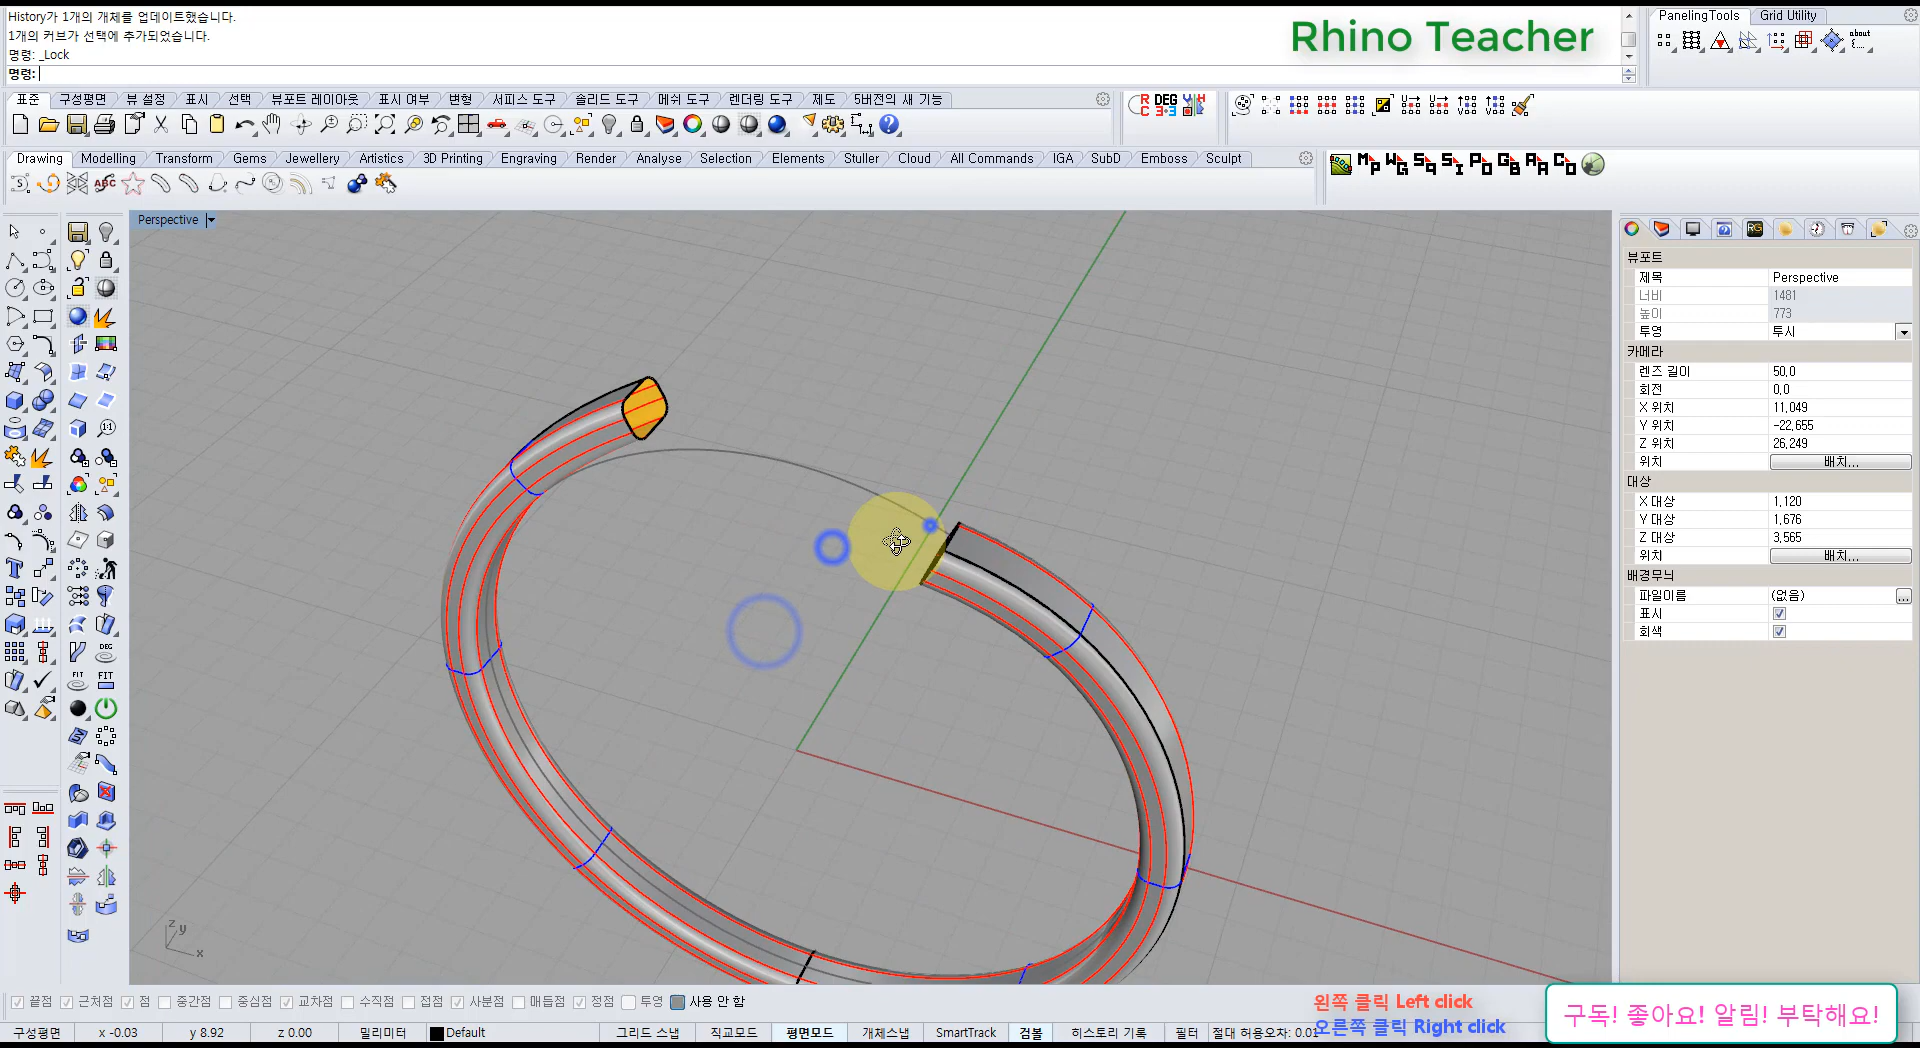 History가 1개의 개체를 업데이트했습니다.
1개의 커브가 선택에 추가되었습니다.
명령: _Lock
명령:
Rhino Teacher
PanelingTools Grid Utility
about
표준 구성평면 뷰 설정 표시 선택 뷰포트 레이아웃 표시 여부 변형 서피스 도구 솔리드 도구 메쉬 도구 렌더링 도구 제도 5버전의 새 기능
Drawing Modelling Transform Gems Jewellery Artistics 3D Printing Engraving Render Analyse Selection Elements Stuller Cloud All Commands IGA SubD Emboss Sculpt
Perspective
뷰포트
제목 Perspective
너비 1481
높이 773
투영 투시
카메라
렌즈 길이 50,0
회전 0,0
X 위치 11,049
Y 위치 -22,655
Z 위치 26,249
위치 배치...
대상
X 대상 1,120
Y 대상 1,676
Z 대상 3,565
위치 배치...
배경무늬
파일이름 (없음) ...
표시
회색
z y x
끝점 근처점 점 중간점 중심점 교차점 수직점 접점 사분점 매듭점 정점 투영 사용 안 함
왼쪽 클릭 Left click
오른쪽 클릭 Right click
구독! 좋아요! 알림! 부탁해요!
구성평면 x -0.03 y 8.92 z 0.00 밀리미터 Default 그리드 스냅 직교모드 평면모드 개체스냅 SmartTrack 검볼 히스토리 기록 필터 절대 허용오차: 0.01